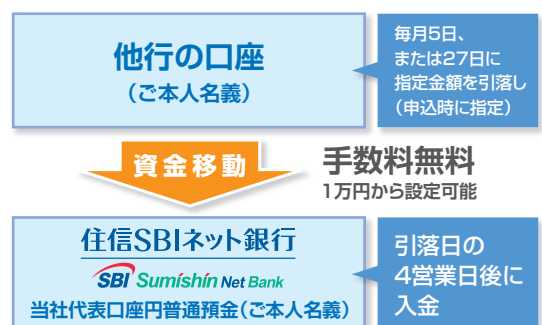 他行の口座
（ご本人名義）
毎月5日、
または27日に
指定金額を引落し
（申込時に指定）
資金移動
手数料無料
1万円から設定可能
住信SBIネット銀行
SBI Sumishin Net Bank
当社代表口座円普通預金（ご本人名義）
引落日の
4営業日後に
入金